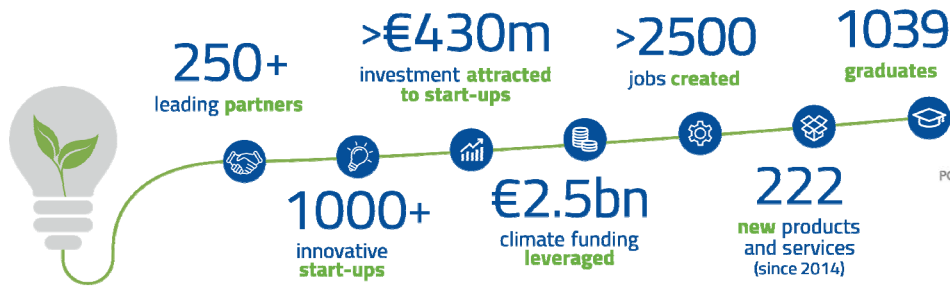 250+
leading partners
1000+
innovative
start-ups
>€430m
investment attracted
to start-ups
€2.5bn
climate funding
leveraged
>2500
jobs created
222
new products
and services
(since 2014)
1039
graduates